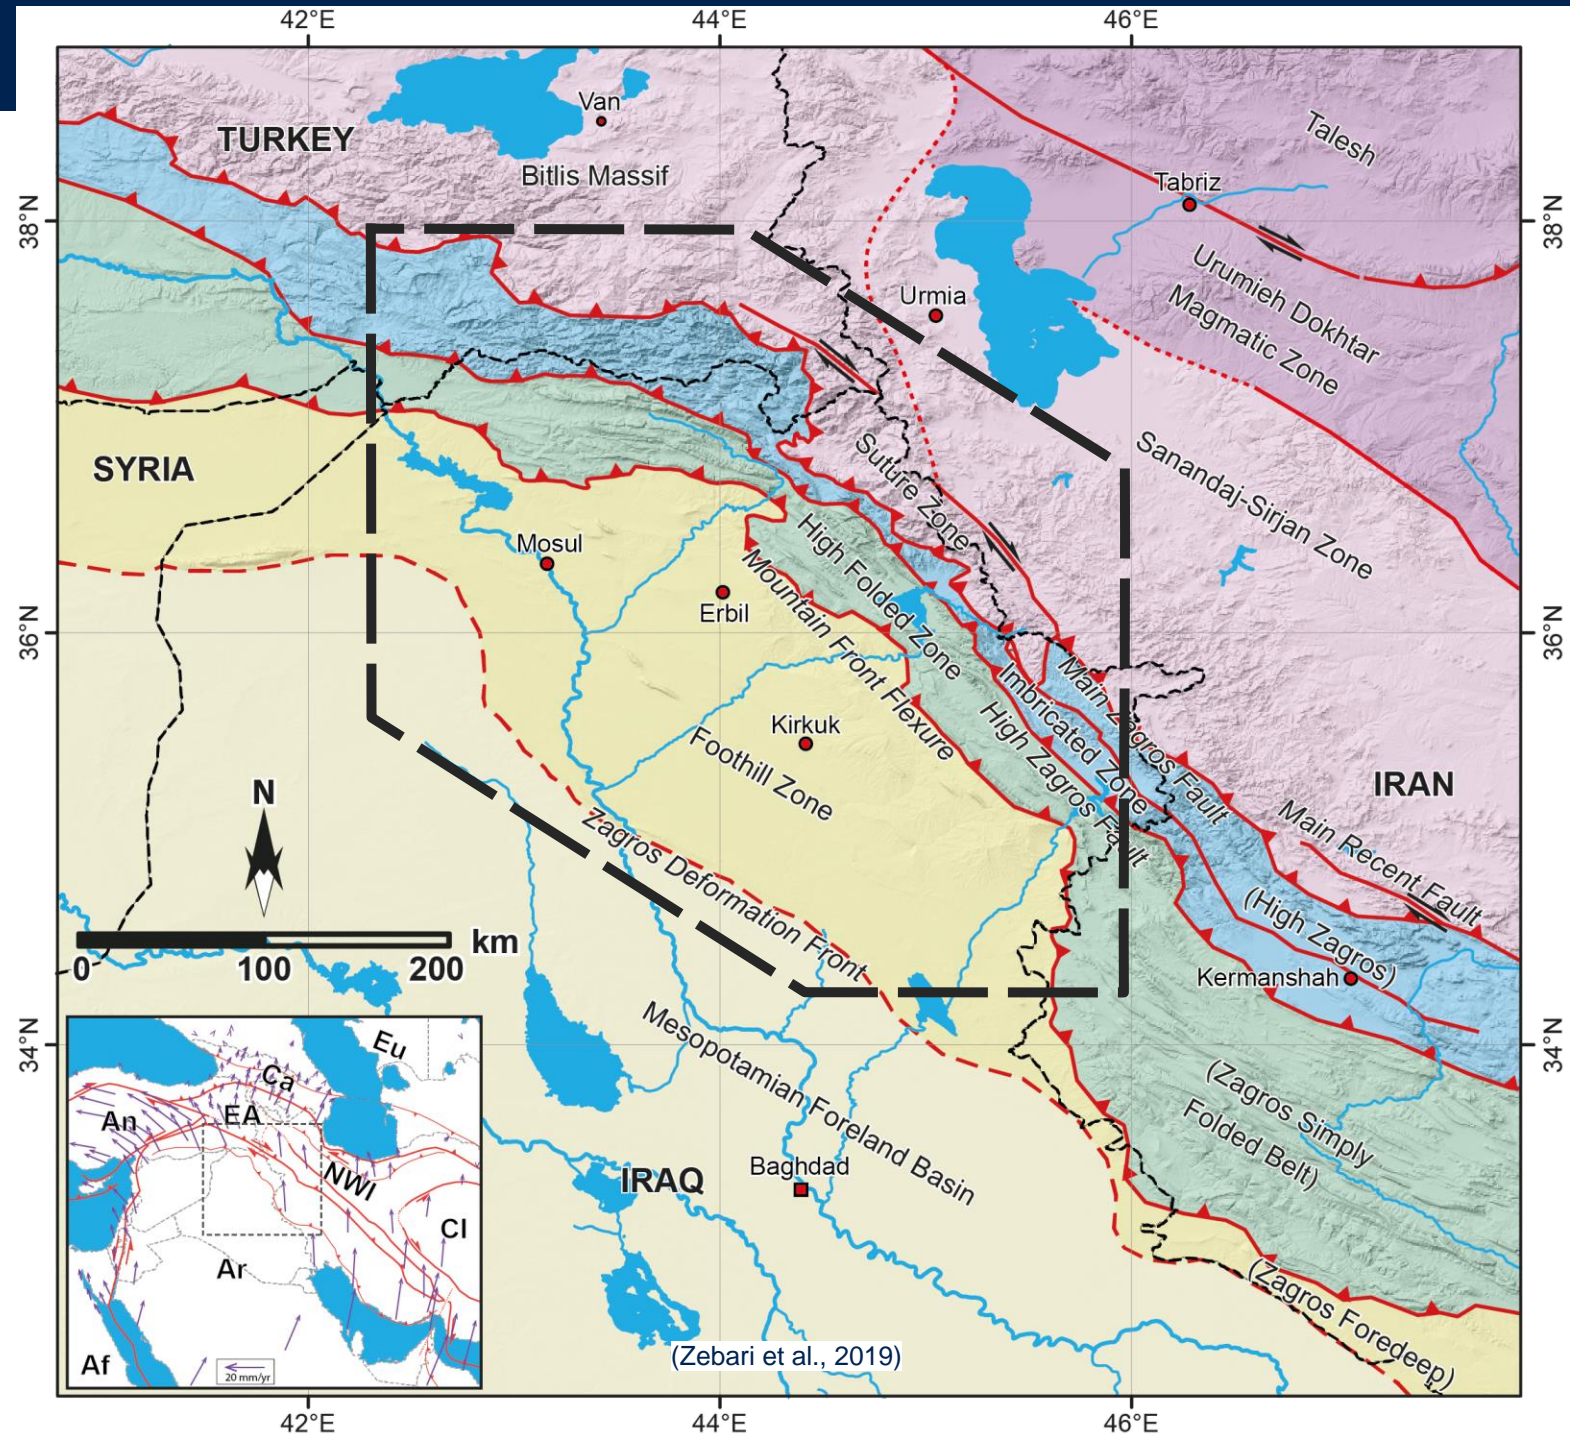 42°E
44°E
46°E
Van
TURKEY
Bitlis Massif
Talesh
Tabriz
38°N
38°N
Urmia
Urumieh Dokhtar
Magmatic Zone
SYRIA
Suture Zone
Sanandaj-Sirjan Zone
Mosul
High Folded Zone
Erbil
Mountain Front Flexure
36°N
36°N
Imbricated Zone
Main Zagros Fault
High Zagros Fault
Kirkuk
Foothill Zone
IRAN
N
Zagros Deformation Front
Main Recent Fault
km
0
100
200
(High Zagros)
Kermanshah
Mesopotamian Foreland Basin
34°N
34°N
Eu
Ca
An
EA
NWI
CI
Ar
Af
20 mm/yr
(Zagros Simply
Folded Belt)
IRAQ
Baghdad
(Zagros Foredeep)
(Zebari et al., 2019)
42°E
44°E
46°E